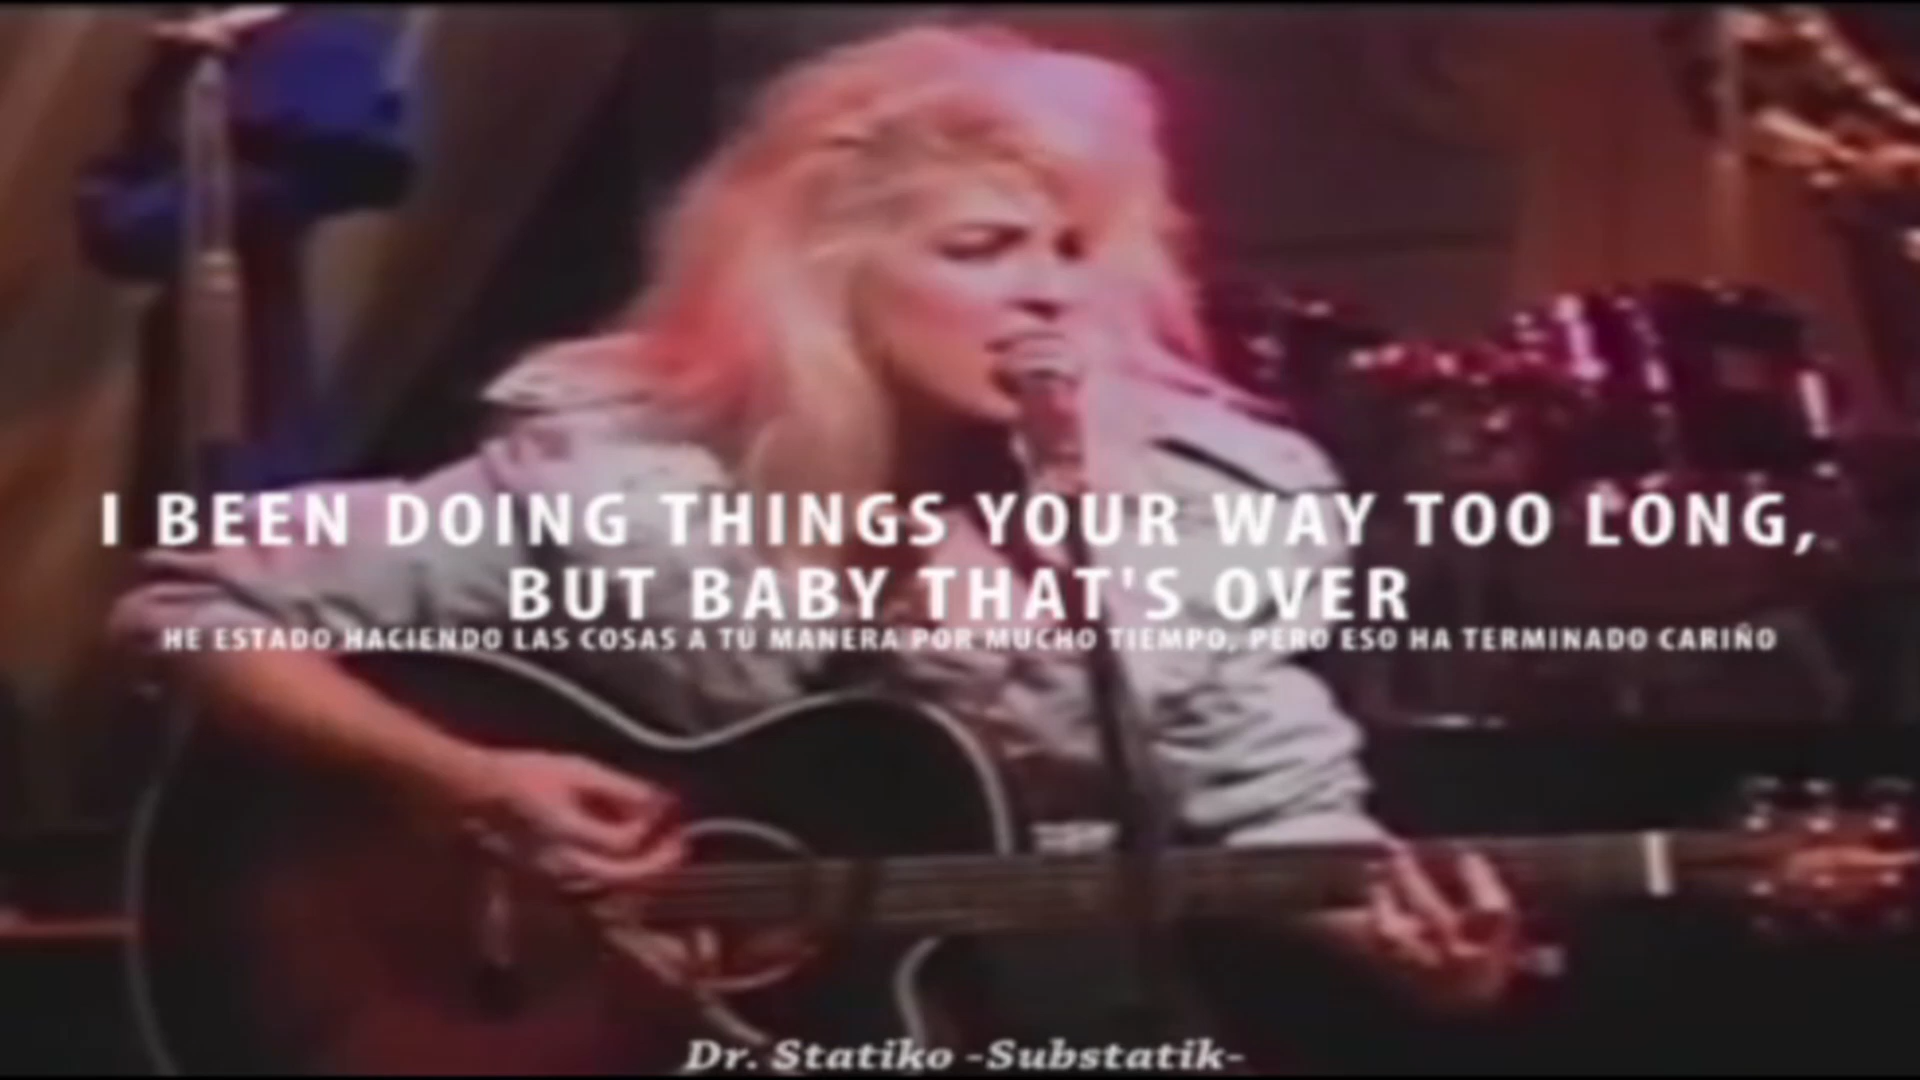 I BEEN DOING THINGS YOUR WAY TOO LONG,
BUT BABY THAT'S OVER
HE ESTADO HACIENDO LAS COSAS A TÚ MANERA POR MUCHO TIEMPO, PERO ESO HA TERMINADO CARIÑO
Dr. Statiko -Substatik-